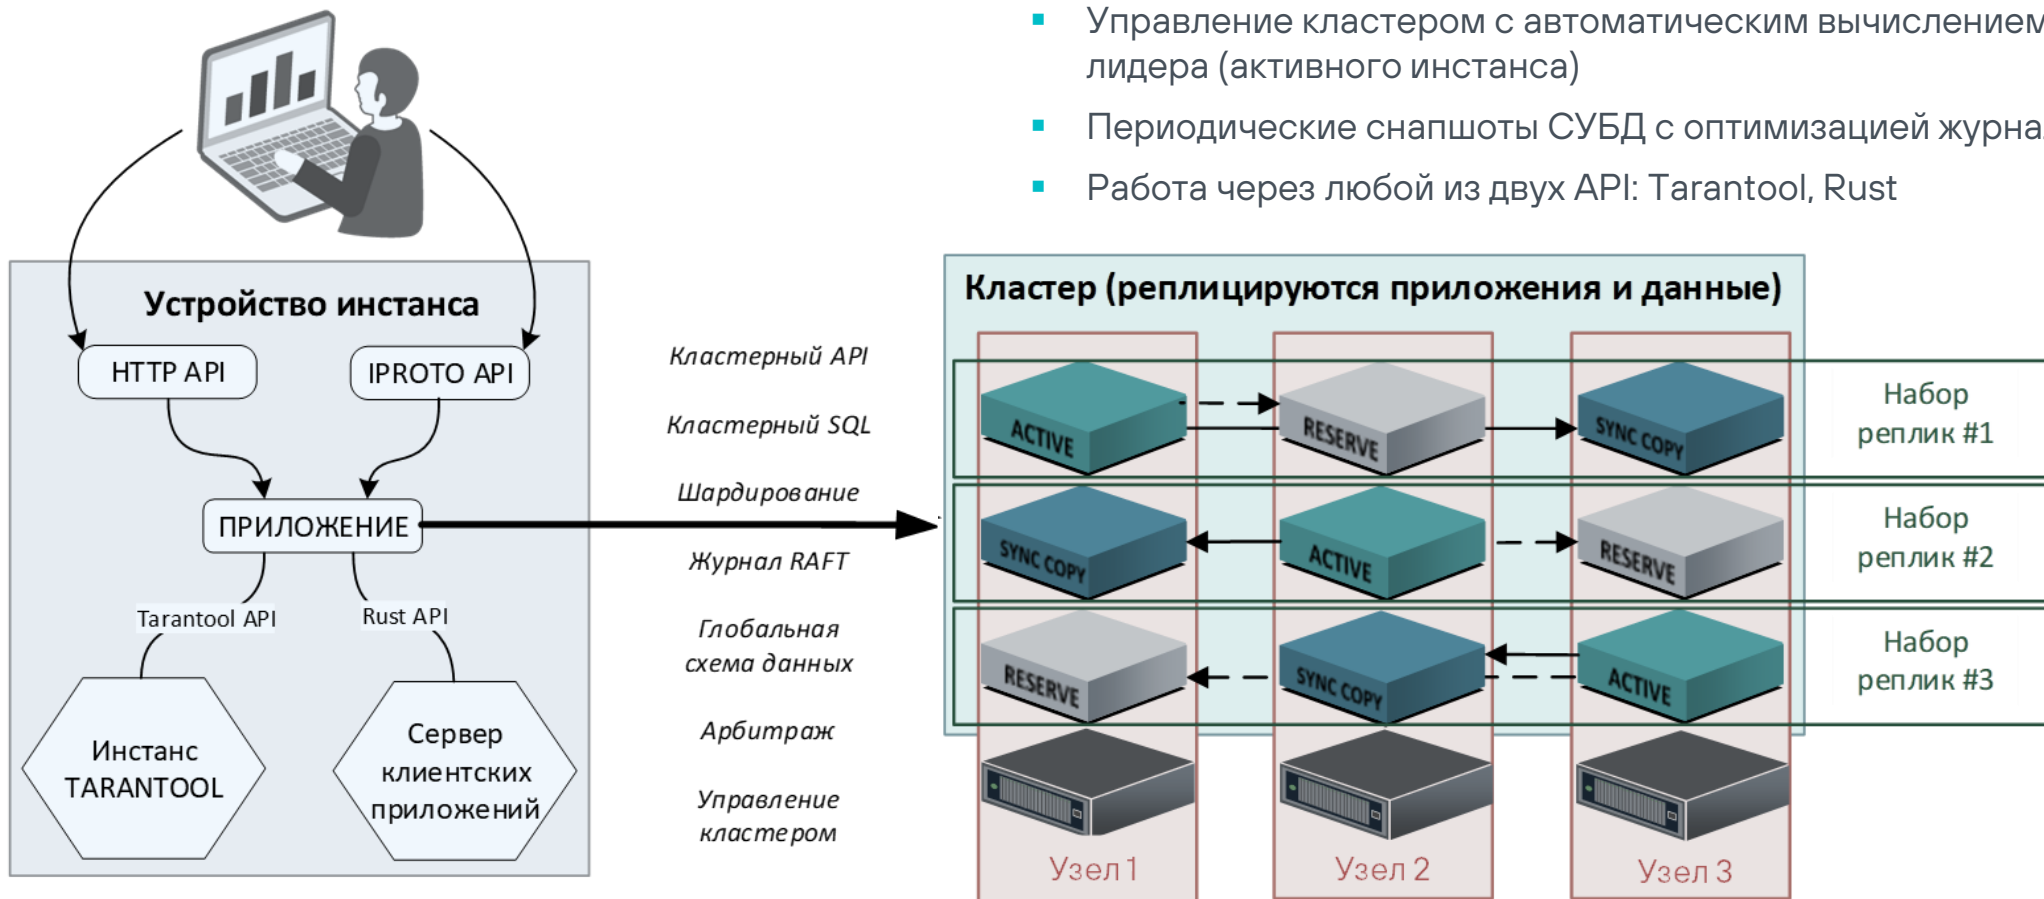 Управление кластером с автоматическим вычислением
лидера (активного инстанса)
Периодические снапшоты СУБД с оптимизацией
Работа через любой из двух API: Tarantool, Rust
Устройство инстанса
HTTP API
IPROTO API
ПРИЛОЖЕНИЕ
Tarantool API
Rust API
Инстанс
TARANTOOL
Сервер
клиентских
приложений
Кластерный API
Кластерный SQL
Шардирование
Журнал RAFT
Глобальная
схема данных
Арбитраж
Управление
кластером
Кластер (реплицируются приложения и данные)
ACTIVE
RESERVE
SYNC COPY
Набор
реплик #1
SYNC COPY
ACTIVE
RESERVE
Набор
реплик #2
RESERVE
SYNC COPY
ACTIVE
Набор
реплик #3
Узел 1
Узел 2
Узел 3